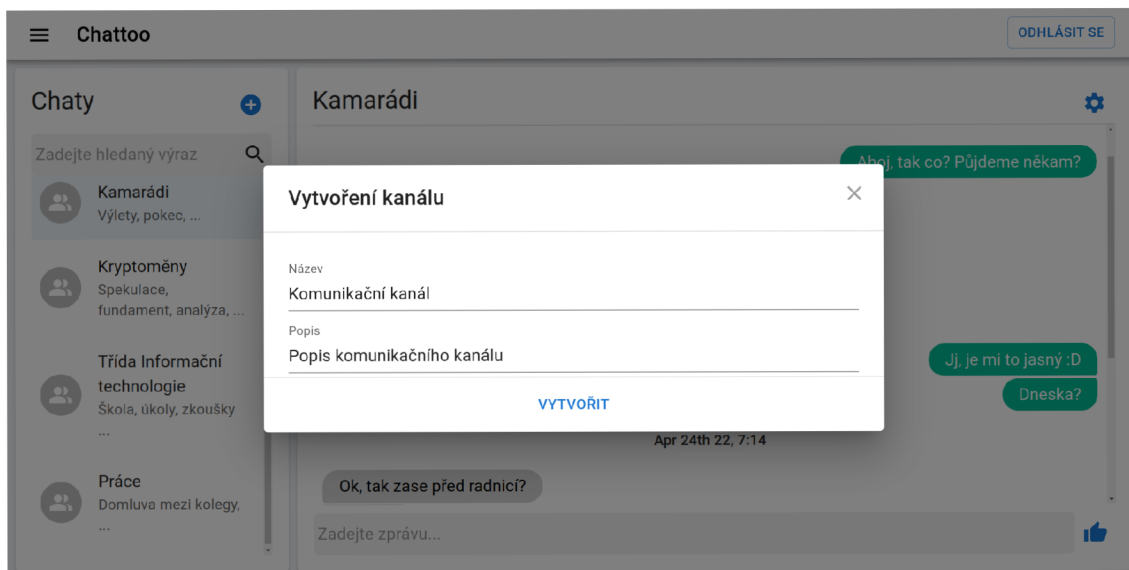 Chattoo
ODHLÁSIT SE
Chaty
Zadejte hledaný výraz
Kamarádi
Výlety, pokec, ...
Kryptoměny
Spekulace,
fundament, analýza, ...
Třída Informační
technologie
Škola, úkoly, zkoušky
...
Práce
Domluva mezi kolegy,
...
Kamarádi
Ahoj, tak co? Půjdeme někam?
Vytvoření kanálu
Název
Komunikační kanál
Popis
Popis komunikačního kanálu
VYTVOŘIT
Jj, je mi to jasný :D
Dneska?
Apr 24th 22, 7:14
Ok, tak zase před radnicí?
Zadejte zprávu...